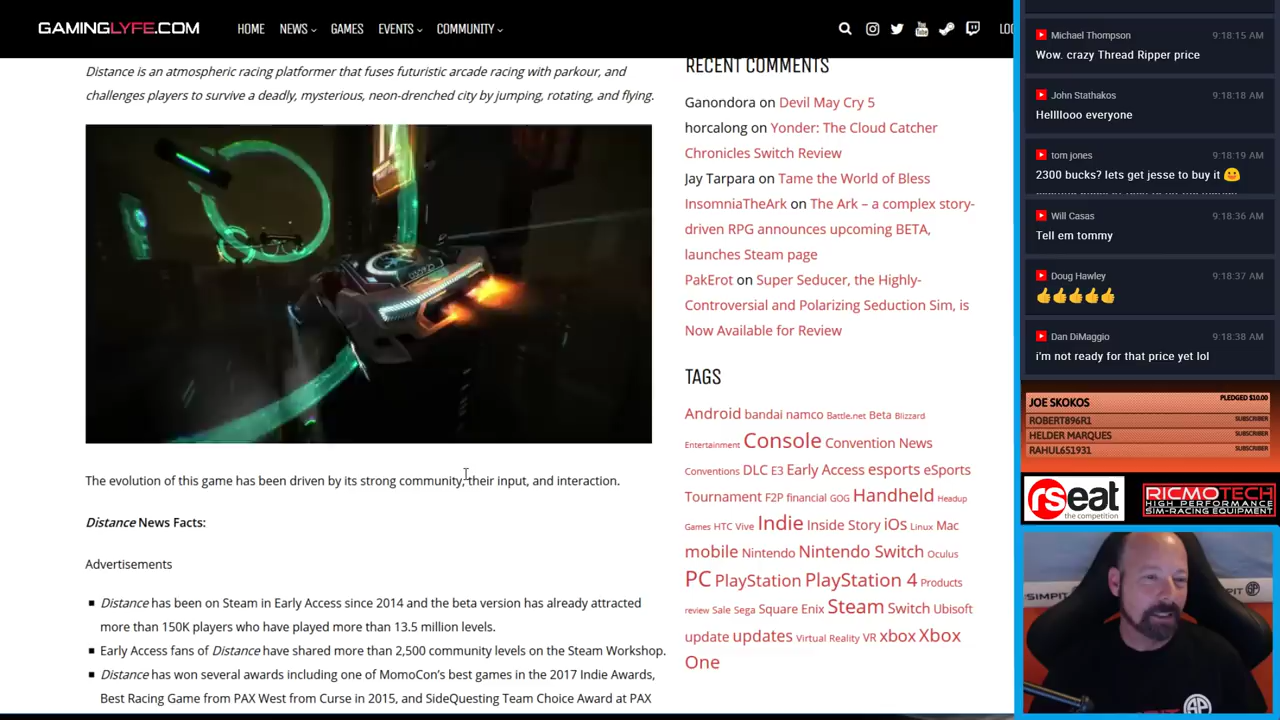 GAMINGLYFE.COM
HOME NEWS GAMES EVENTS COMMUNITY
LO
Distance is an atmospheric racing platformer that fuses futuristic arcade racing with parkour, and
challenges players to survive a deadly, mysterious, neon-drenched city by jumping, rotating, and flying.
The evolution of this game has been driven by its strong community, their input, and interaction.
Distance News Facts:
Advertisements
Distance has been on Steam in Early Access since 2014 and the beta version has already attracted
more than 150K players who have played more than 13.5 million levels.
Early Access fans of Distance have shared more than 2,500 community levels on the Steam Workshop.
Distance has won several awards including one of MomoCon's best games in the 2017 Indie Awards,
Best Racing Game from PAX West from Curse in 2015, and SideQuesting Team Choice Award at PAX
RECENT COMMENTS
Ganondora on Devil May Cry 5
horcalong on Yonder: The Cloud Catcher
Chronicles Switch Review
Jay Tarpara on Tame the World of Bless
InsomniaTheArk on The Ark – a complex story-
driven RPG announces upcoming BETA,
launches Steam page
PakErot on Super Seducer, the Highly-
Controversial and Polarizing Seduction Sim, is
Now Available for Review
TAGS
Android bandai namco Battle.net Beta Blizzard
Entertainment Console Convention News
Conventions DLC E3 Early Access esports eSports
Tournament F2P financial GOG Handheld Headup
Games HTC Vive Indie Inside Story iOs Linux Mac
mobile Nintendo Nintendo Switch Oculus
PC PlayStation PlayStation 4 Products
review Sale Sega Square Enix Steam Switch Ubisoft
update updates Virtual Reality VR xbox Xbox
One
Michael Thompson 9:18:15 AM
Wow. crazy Thread Ripper price
John Stathakos 9:18:18 AM
Hellllooo everyone
tom jones 9:18:19 AM
2300 bucks? lets get jesse to buy it
Will Casas 9:18:36 AM
Tell em tommy
Doug Hawley 9:18:37 AM
Dan DiMaggio 9:18:38 AM
i'm not ready for that price yet lol
JOE SKOKOS PLEDGED $10.00
ROBERT896R1 SUBSCRIBER
HELDER MARQUES SUBSCRIBER
RAHUL651931 SUBSCRIBER
rseat
the competition
RICMOTECH
HIGH PERFORMANCE
SIM-RACING EQUIPMENT